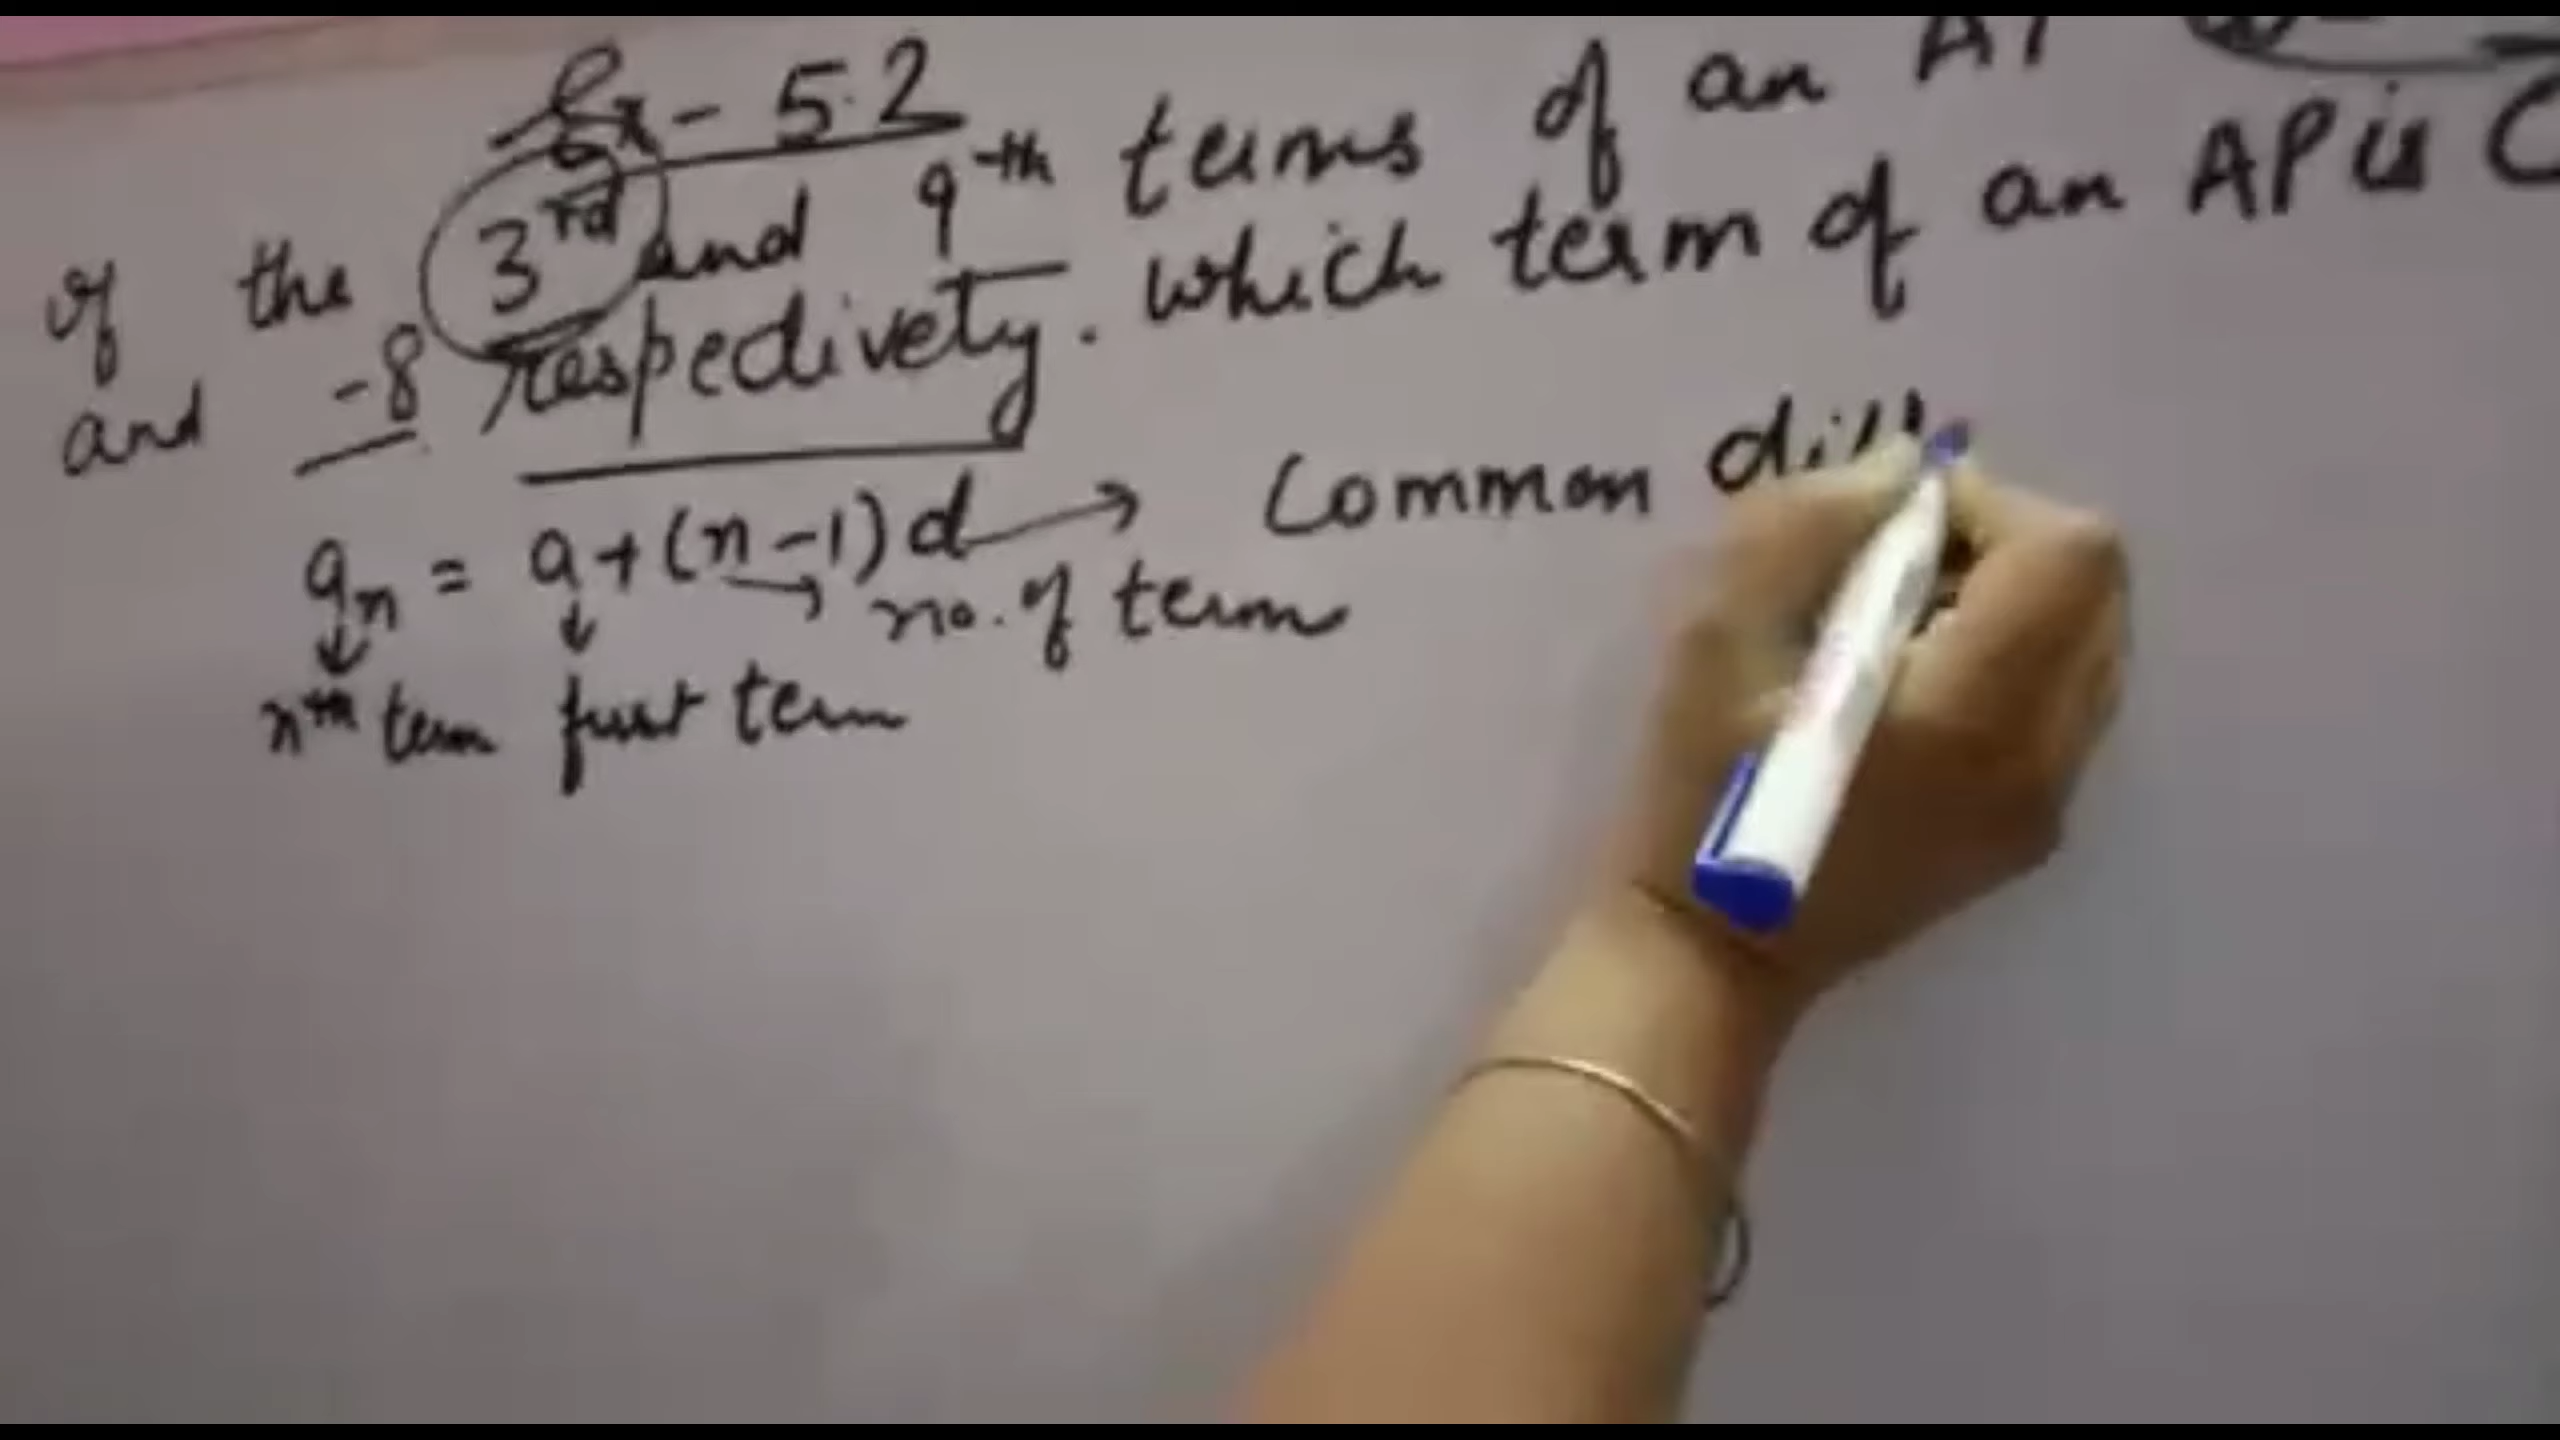 Ex - 5.2
of the 3rd and 9th terms of an AP
and -8 respectively. which term of an AP is
an = a + (n-1) d → Common diff
no. of term
nth term first term